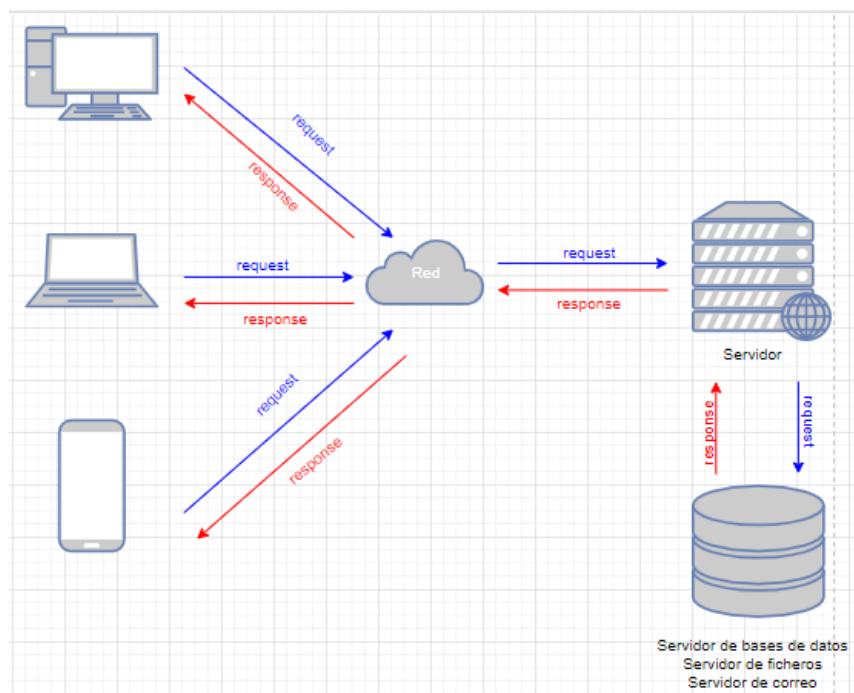 request
response
request
response
request
response
Red
request
response
Servidor
response
request
Servidor de bases de datos
Servidor de ficheros
Servidor de correo